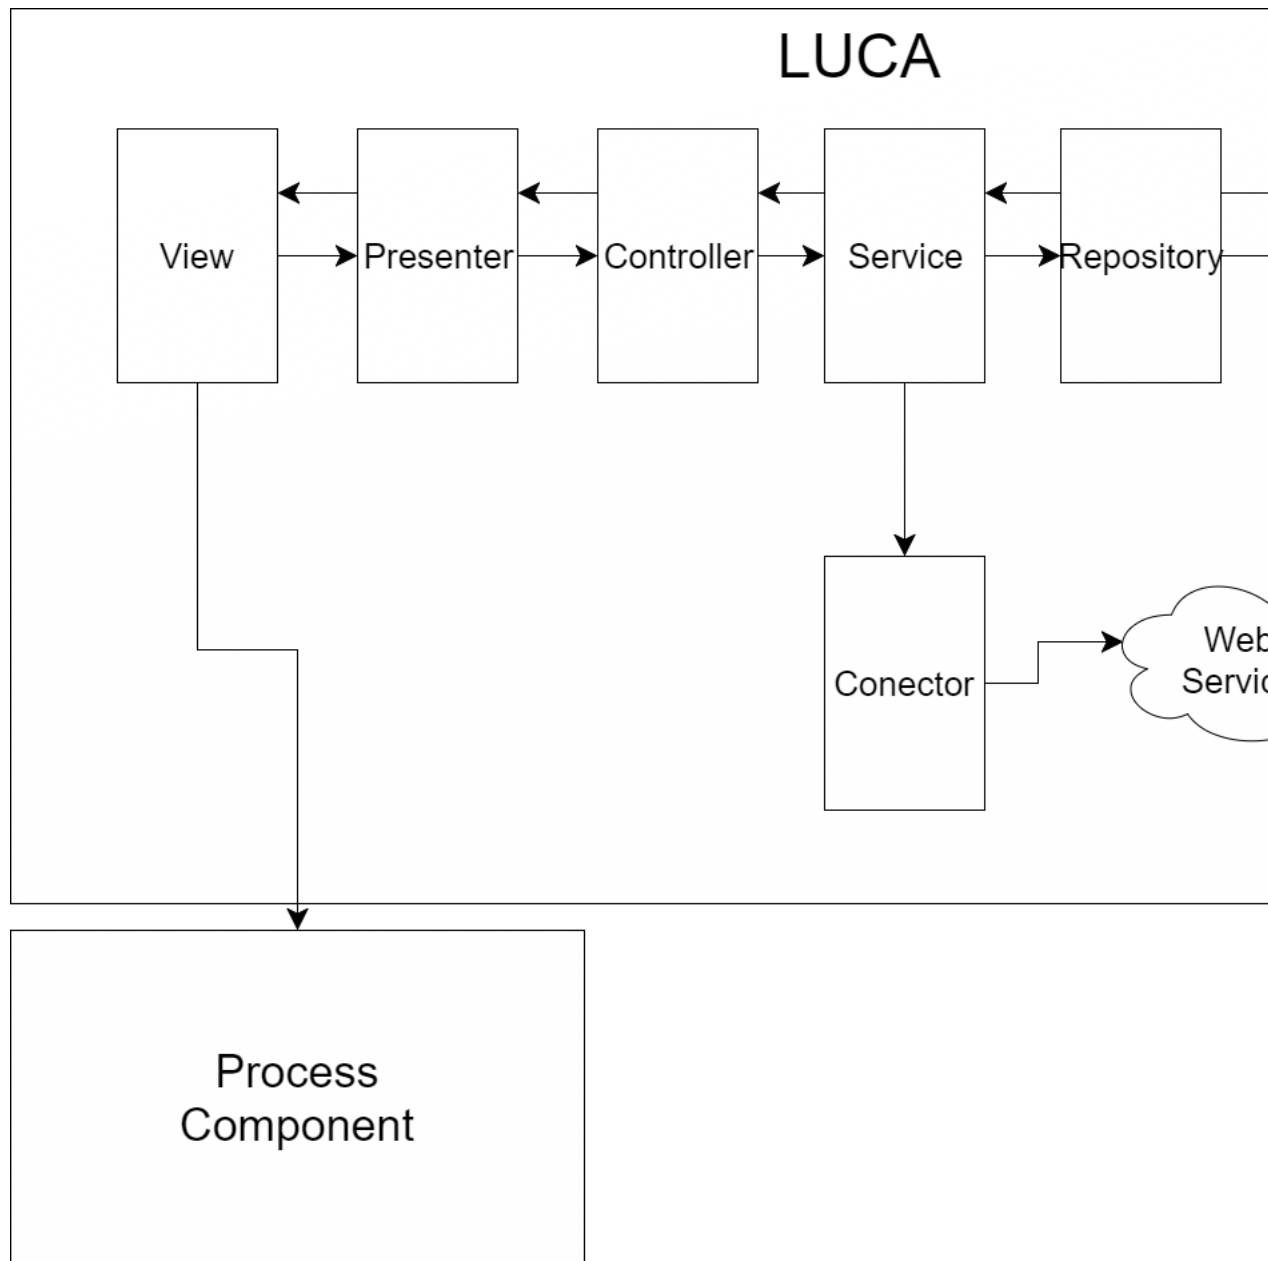 LUCA
View
Presenter
Controller
Service
Repository
Conector
Web
Process
Component